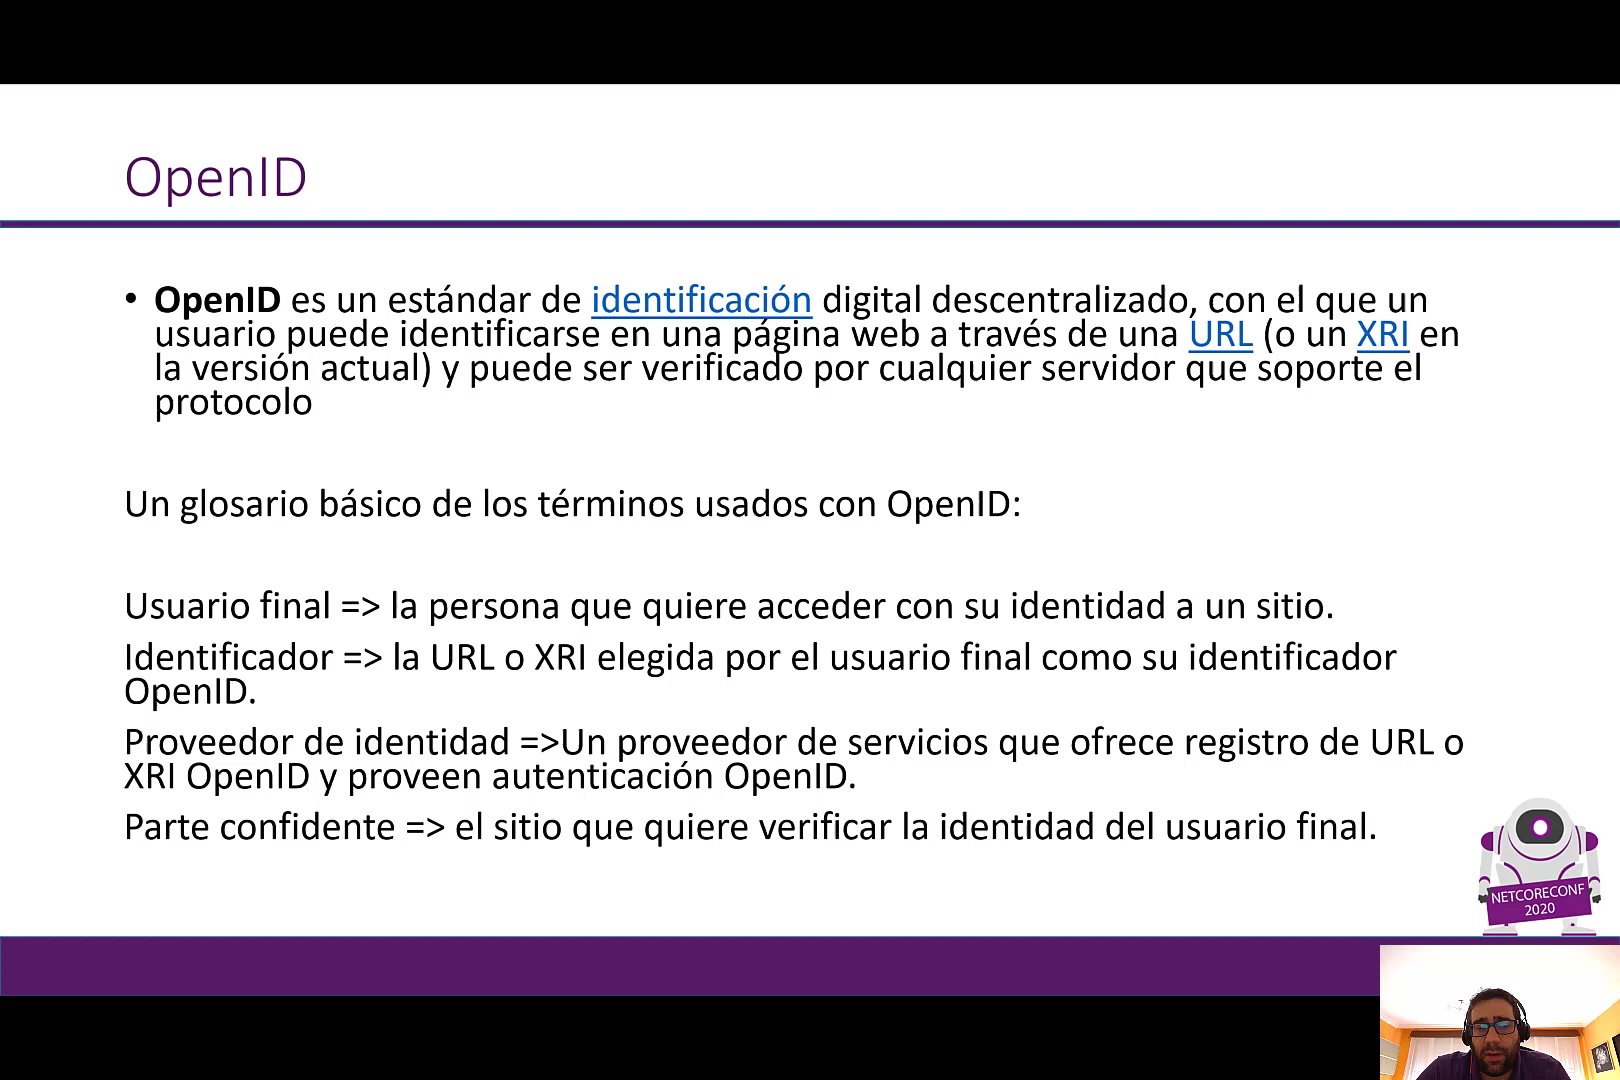 OpenID
• OpenID es un estándar de identificación digital descentralizado, con el que un
usuario puede identificarse en una página web a través de una URL (o un XRI en
la versión actual) y puede ser verificado por cualquier servidor que soporte el
protocolo
Un glosario básico de los términos usados con OpenID:
Usuario final => la persona que quiere acceder con su identidad a un sitio.
Identificador => la URL o XRI elegida por el usuario final como su identificador
OpenID.
Proveedor de identidad =>Un proveedor de servicios que ofrece registro de URL o
XRI OpenID y proveen autenticación OpenID.
Parte confidente => el sitio que quiere verificar la identidad del usuario final.
NETCORECONF
2020